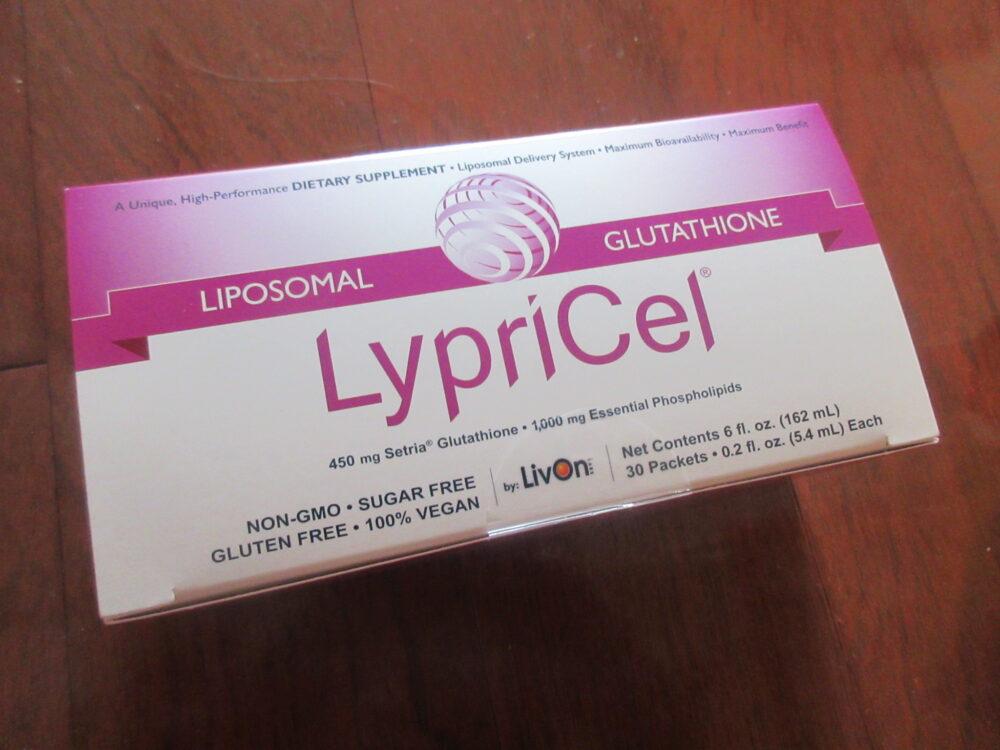 A Unique, High-Performance DIETARY SUPPLEMENT • Liposomal Delivery System • Maximum Bioavailability • Maximum Benefit
LIPOSOMAL GLUTATHIONE
LypriCel®
450 mg Setria® Glutathione • 1,000 mg Essential Phospholipids
NON-GMO • SUGAR FREE
GLUTEN FREE • 100% VEGAN
by: LivOn
Net Contents 6 fl. oz. (162 mL)
30 Packets • 0.2 fl. oz. (5.4 mL) Each